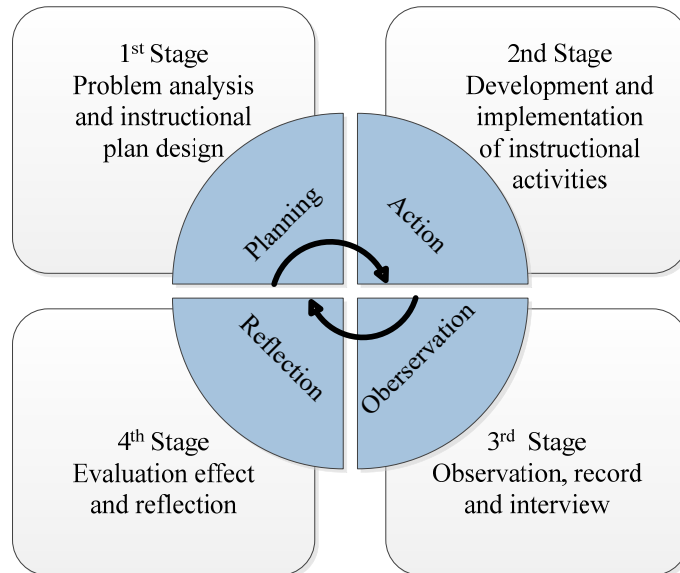 1st Stage
Problem analysis
and instructional
plan design
2nd Stage
Development and
implementation
of instructional
activities
Planning
Action
Reflection
Oberservation
4th Stage
Evaluation effect
and reflection
3rd Stage
Observation, record
and interview